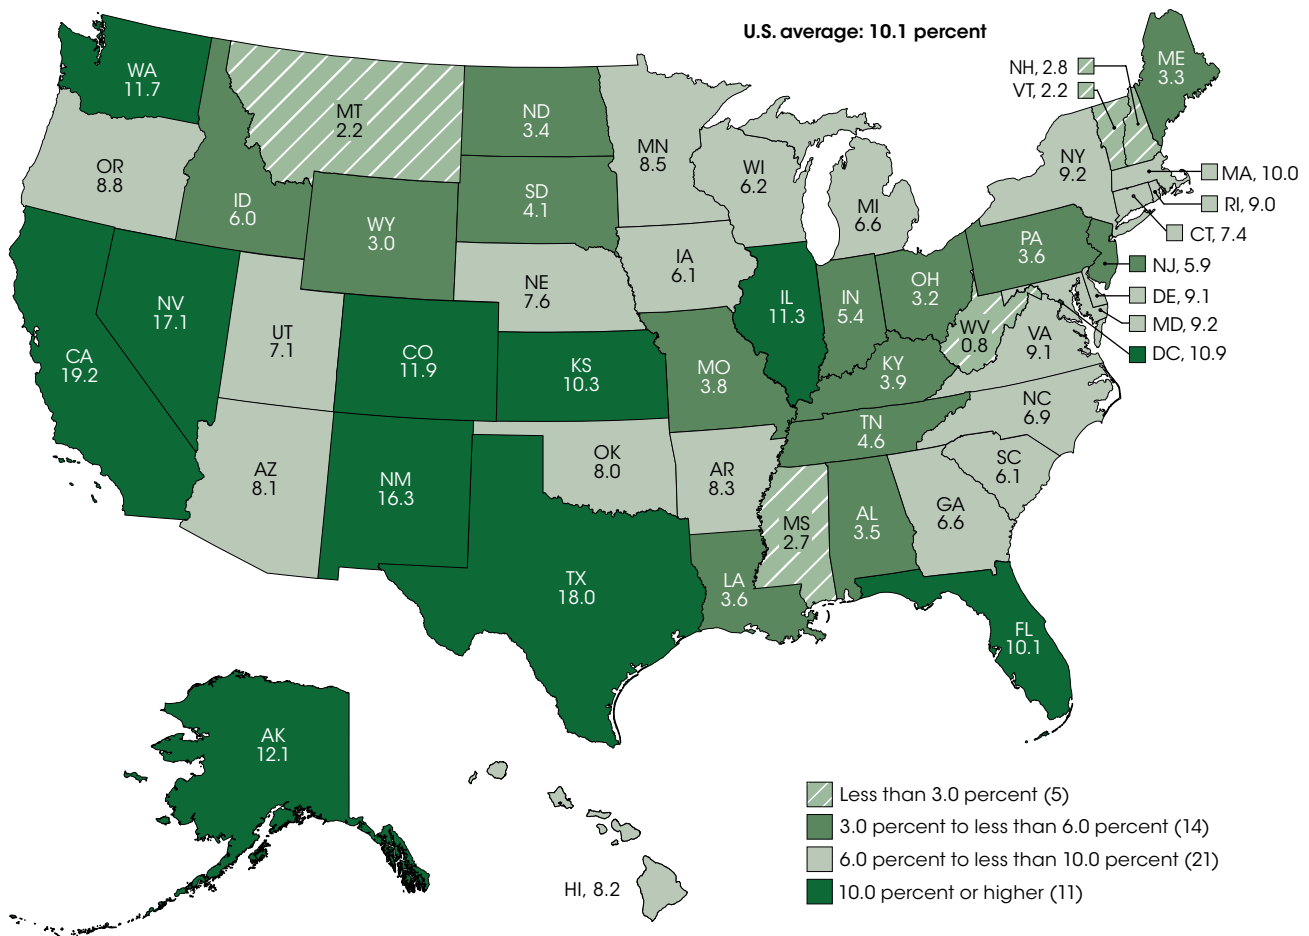 U.S. average: 10.1 percent
WA
11.7
MT
2.2
ND
3.4
MN
8.5
ME
3.3
NH, 2.8
VT, 2.2
OR
8.8
ID
6.0
WY
3.0
SD
4.1
WI
6.2
MI
6.6
NY
9.2
MA, 10.0
RI, 9.0
CT, 7.4
NV
17.1
UT
7.1
NE
7.6
IA
6.1
IL
11.3
IN
5.4
OH
3.2
PA
3.6
NJ, 5.9
DE, 9.1
MD, 9.2
DC, 10.9
CA
19.2
CO
11.9
KS
10.3
MO
3.8
KY
3.9
WV
0.8
VA
9.1
NC
6.9
TN
4.6
AZ
8.1
NM
16.3
OK
8.0
AR
8.3
SC
6.1
MS
2.7
AL
3.5
GA
6.6
TX
18.0
LA
3.6
FL
10.1
AK
12.1
HI, 8.2
Less than 3.0 percent (5)
3.0 percent to less than 6.0 percent (14)
6.0 percent to less than 10.0 percent (21)
10.0 percent or higher (11)